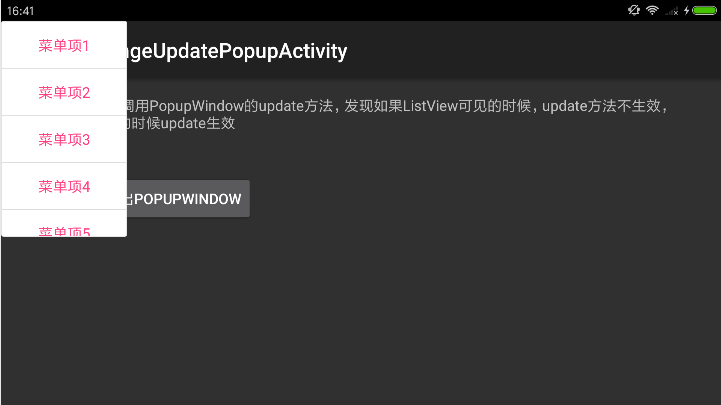 16:41
菜单项1
ngeUpdatePopupActivity
菜单项2
调用PopupWindow的update方法，发现如果ListView可见的时候，update方法不生效，
的时候update生效
菜单项3
菜单项4
出POPUPWINDOW
菜单项5